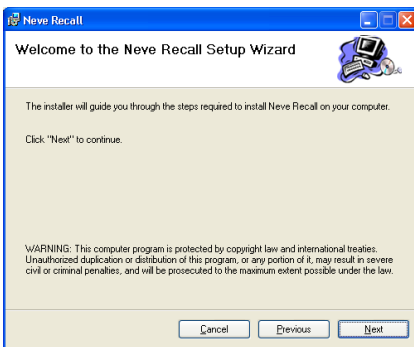 Neve Recall
Welcome to the Neve Recall Setup Wizard
The installer will guide you through the steps required to install Neve Recall on your computer.
Click "Next" to continue.
WARNING: This computer program is protected by copyright law and international treaties.
Unauthorized duplication or distribution of this program, or any portion of it, may result in severe
civil or criminal penalties, and will be prosecuted to the maximum extent possible under the law.
Cancel
Previous
Next